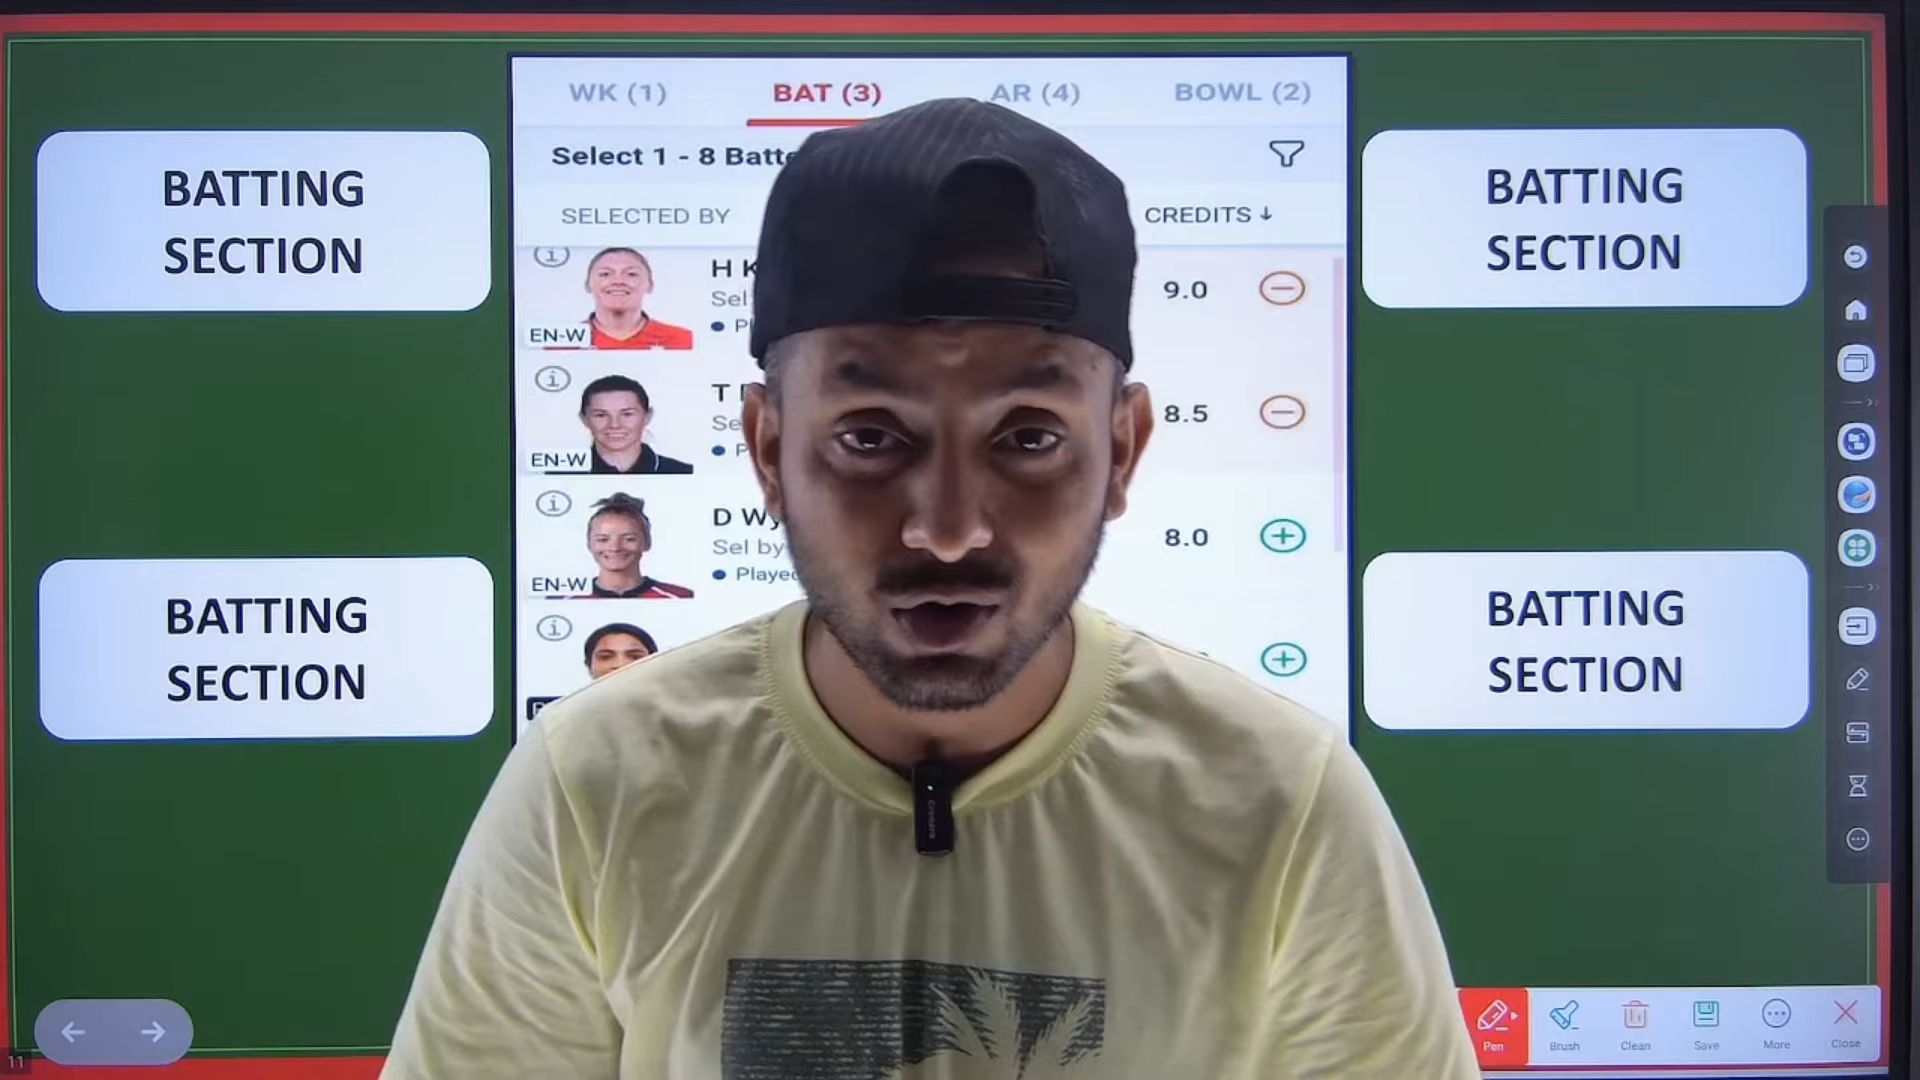 WK (1)
BAT (3)
AR (4)
BOWL (2)
Select 1 - 8
SELECTED BY
CREDITS ↓
H
EN-W
9.0
T
EN-W
8.5
D
Sel by
Played
EN-W
8.0
BATTING
SECTION
BATTING
SECTION
BATTING
SECTION
BATTING
SECTION
11
Pen
Brush
Clean
Save
More
Close